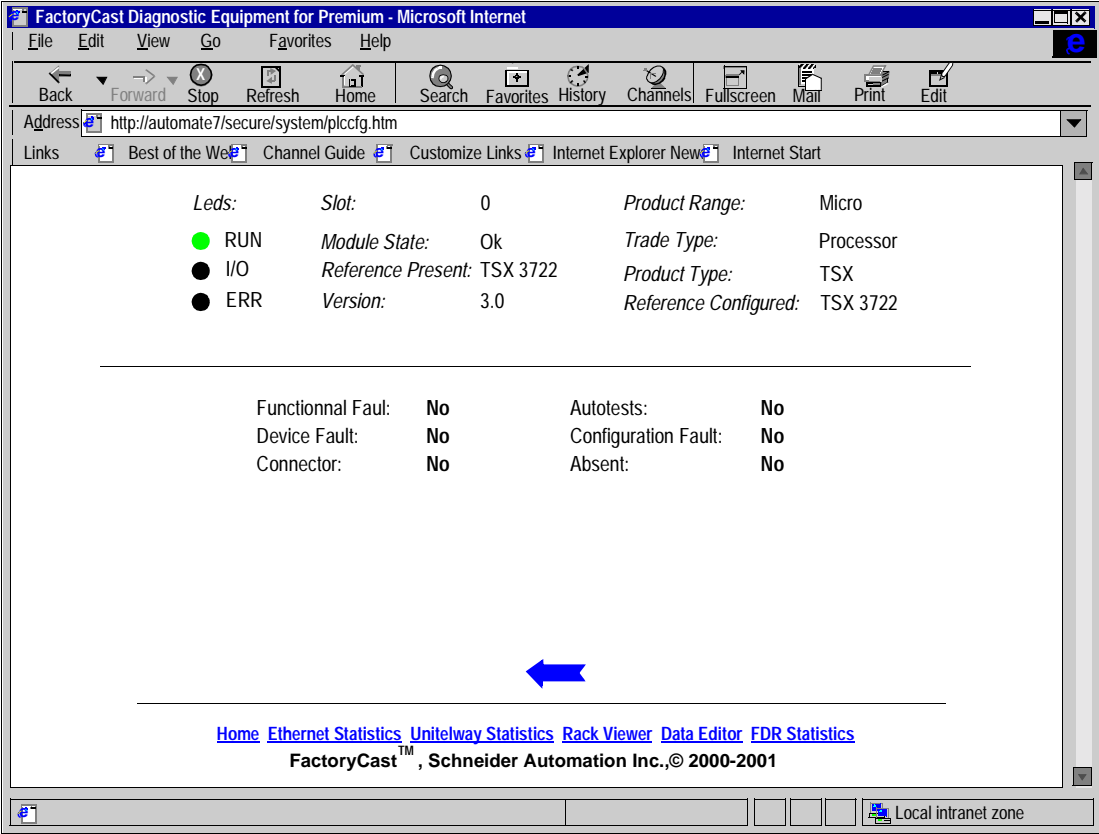 FactoryCast Diagnostic Equipment for Premium - Microsoft Internet
File Edit View Go Favorites Help
Back Forward Stop Refresh Home Search Favorites History Channels Fullscreen Mail Print Edit
Address http://automate7/secure/system/plccfg.htm
Links Best of the We Channel Guide Customize Links Internet Explorer New Internet Start
Leds: Slot: 0 Product Range: Micro
RUN Module State: Ok Trade Type: Processor
I/O Reference Present: TSX 3722 Product Type: TSX
ERR Version: 3.0 Reference Configured: TSX 3722
Functionnal Faul: No Autotests: No
Device Fault: No Configuration Fault: No
Connector: No Absent: No
Home Ethernet Statistics Unitelway Statistics Rack Viewer Data Editor FDR Statistics
FactoryCast™ , Schneider Automation Inc.,© 2000-2001
Local intranet zone